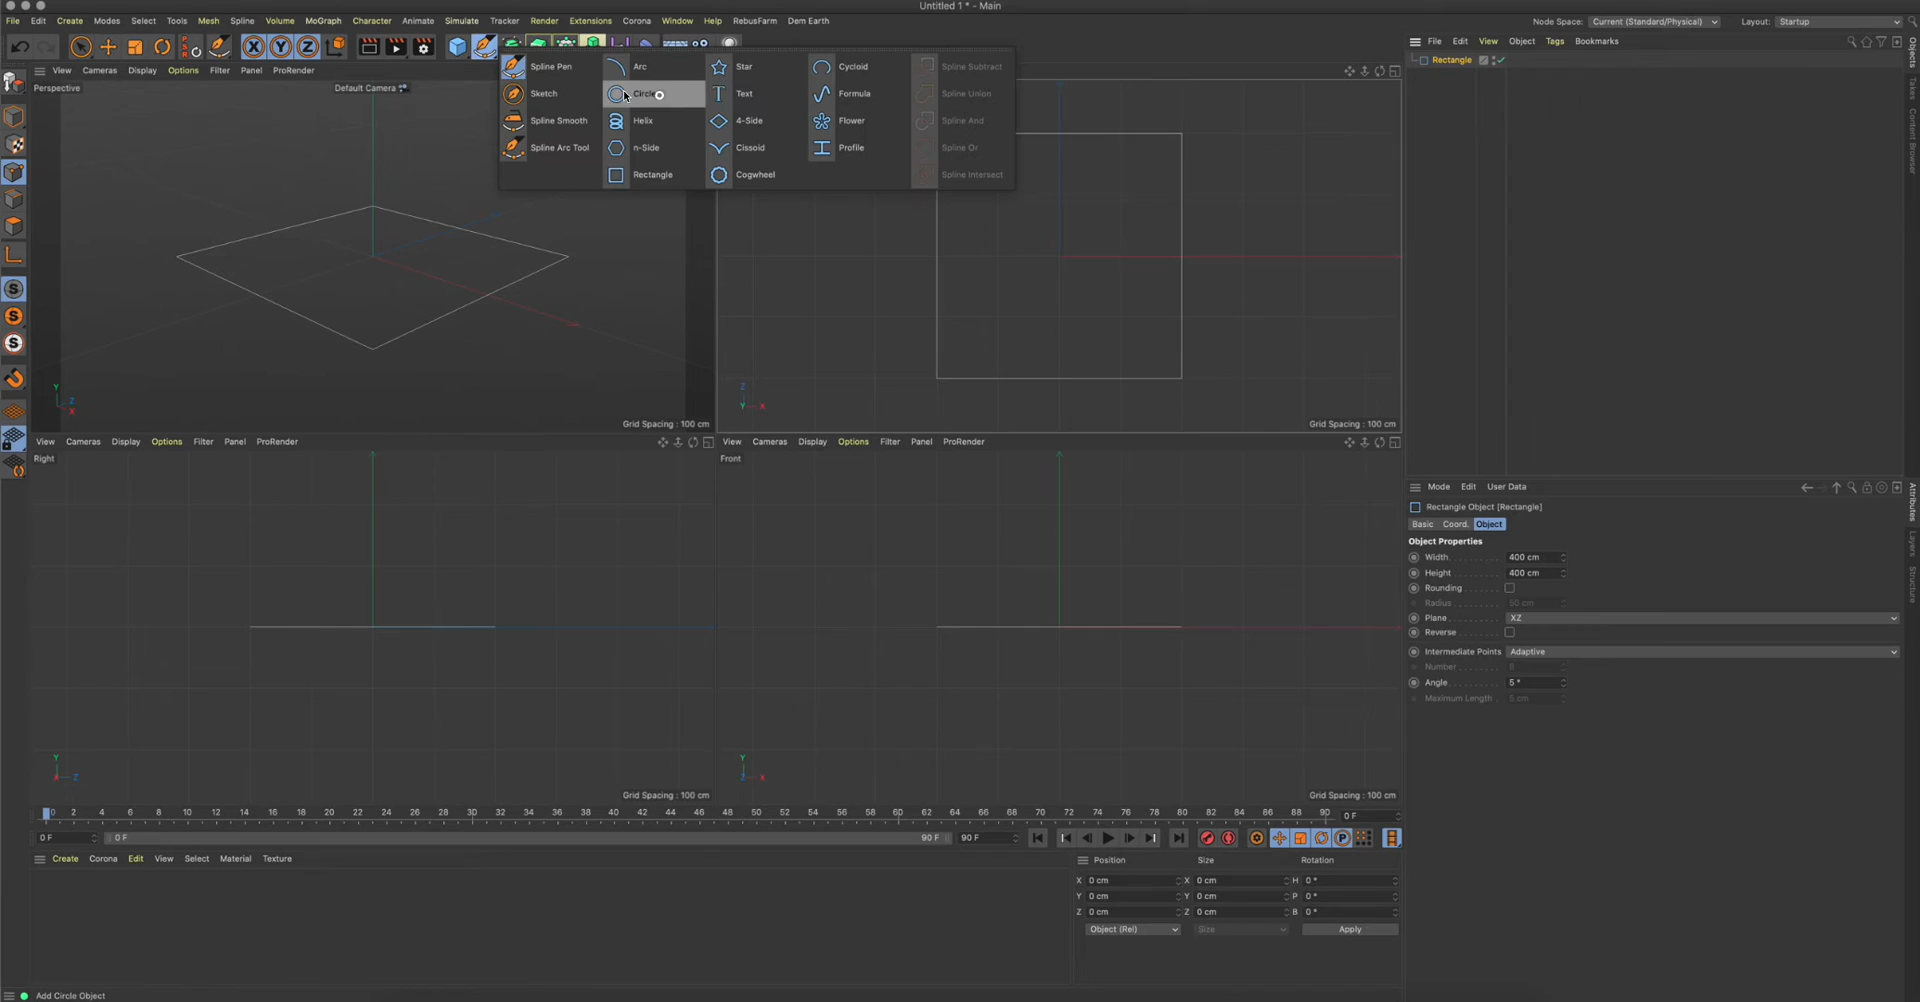 Untitled 1 * - Main
File Edit Create Modes Select Tools Mesh Spline Volume MoGraph Character Animate Simulate Tracker Render Extensions Corona Window Help RebusFarm Dem Earth
Node Space: Current (Standard/Physical) Layout: Startup
View Cameras Display Options Filter Panel ProRender
Perspective Default Camera
Spline Pen Arc Star Cycloid Spline Subtract
Sketch Circle Text Formula Spline Union
Spline Smooth Helix 4-Side Flower Spline And
Spline Arc Tool n-Side Cissoid Profile Spline Or
Rectangle Cogwheel Spline Intersect
File Edit View Object Tags Bookmarks
Rectangle
Objects
Takes
Content Browser
Y Z X
Grid Spacing : 100 cm
Z Y X
Grid Spacing : 100 cm
View Cameras Display Options Filter Panel ProRender
Right
Y X Z
Grid Spacing : 100 cm
View Cameras Display Options Filter Panel ProRender
Front
Y Z X
Grid Spacing : 100 cm
Mode Edit User Data
Rectangle Object [Rectangle]
Basic Coord. Object
Object Properties
Width 400 cm
Height 400 cm
Rounding
Radius 50 cm
Plane XZ
Reverse
Intermediate Points Adaptive
Number 8
Angle 5 °
Maximum Length 5 cm
Attributes
Layers
Structure
0 2 4 6 8 10 12 14 16 18 20 22 24 26 28 30 32 34 36 38 40 42 44 46 48 50 52 54 56 58 60 62 64 66 68 70 72 74 76 78 80 82 84 86 88 90 0 F
0 F 0 F 90 F 90 F
Create Corona Edit View Select Material Texture
Position Size Rotation
X 0 cm X 0 cm H 0 °
Y 0 cm Y 0 cm P 0 °
Z 0 cm Z 0 cm B 0 °
Object (Rel) Size Apply
Add Circle Object